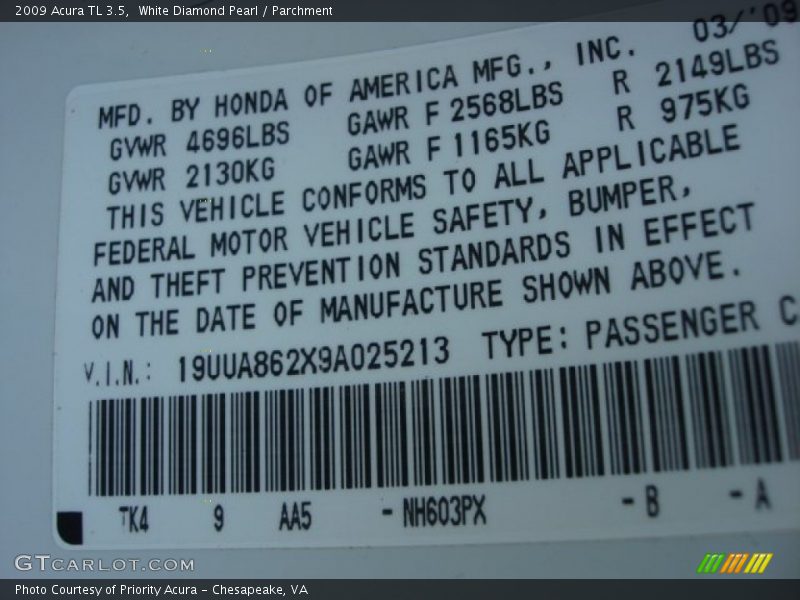 2009 Acura TL 3.5,  White Diamond Pearl / Parchment
03/'09
MFD. BY HONDA OF AMERICA MFG., INC.
GVWR 4696LBS GAWR F 2568LBS R 2149LBS
GVWR 2130KG GAWR F 1165KG R 975KG
THIS VEHICLE CONFORMS TO ALL APPLICABLE
FEDERAL MOTOR VEHICLE SAFETY, BUMPER,
AND THEFT PREVENTION STANDARDS IN EFFECT
ON THE DATE OF MANUFACTURE SHOWN ABOVE.
V.I.N.: 19UUA862X9A025213 TYPE: PASSENGER C
TK4 9 AA5 - NH603PX - B - A
GTCARLOT.COM
Photo Courtesy of Priority Acura - Chesapeake, VA